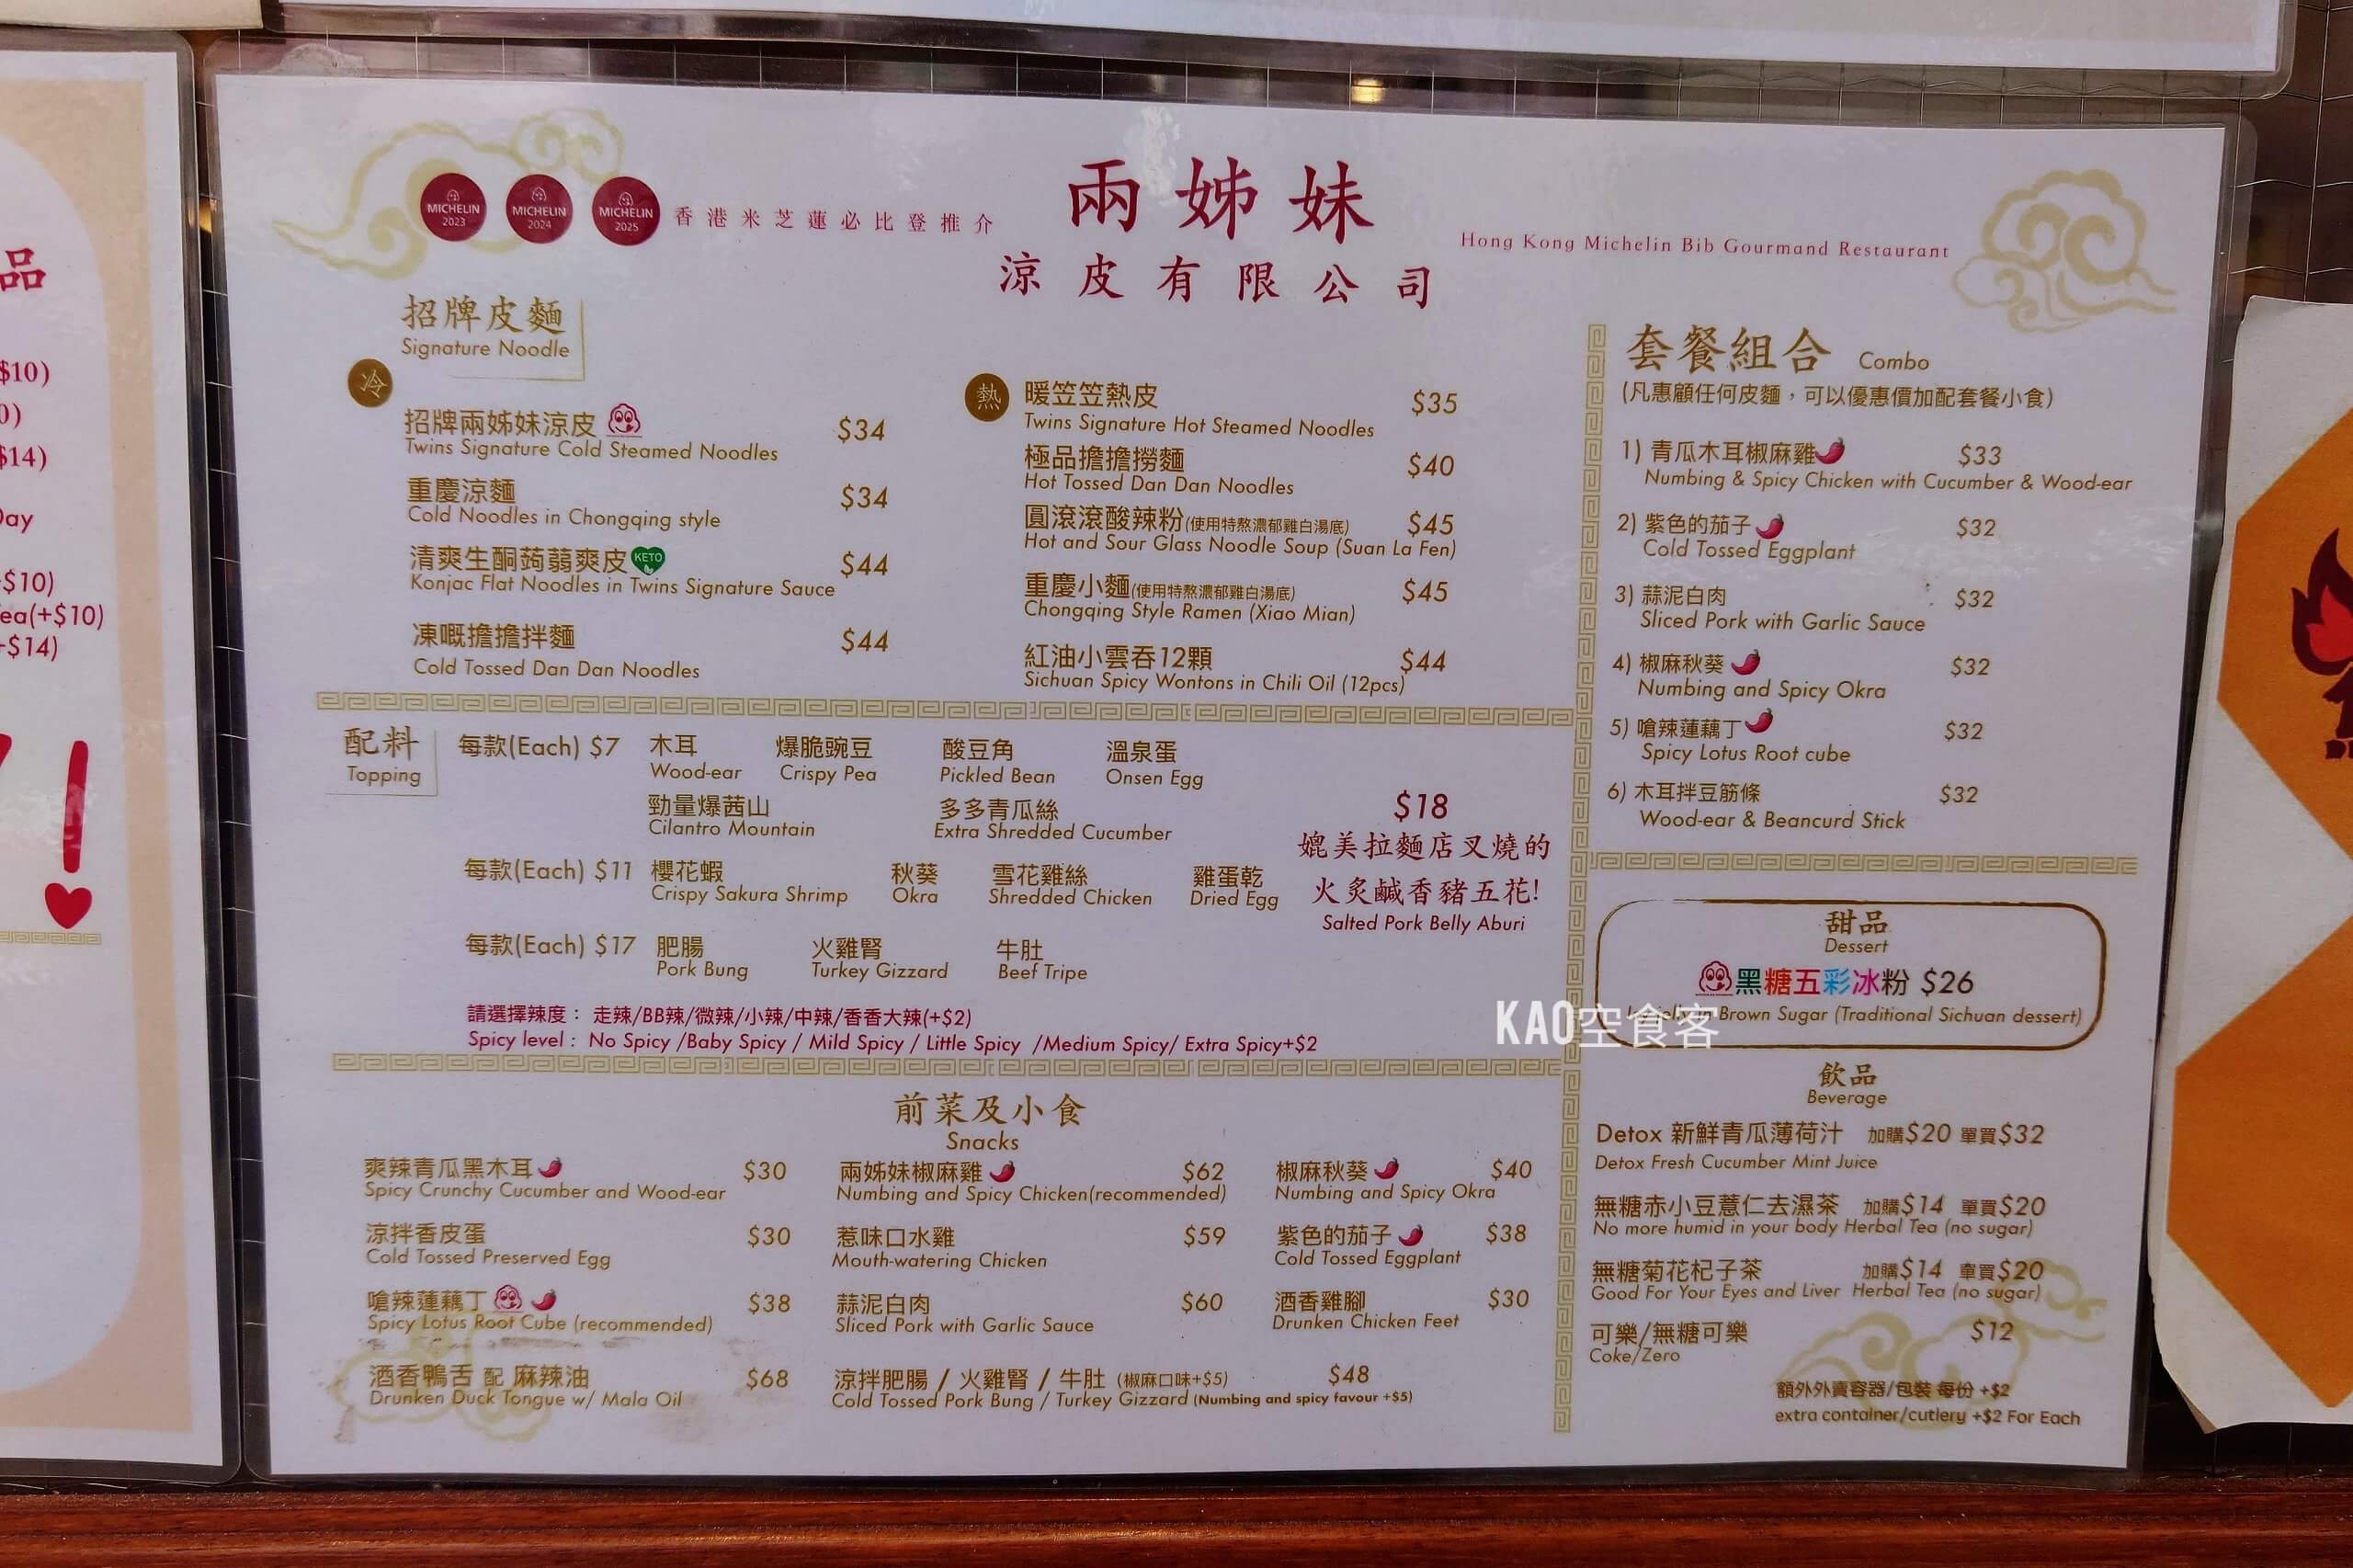 MICHELIN 2023
MICHELIN 2024
MICHELIN 2025
香港米芝蓮必比登推介
兩姊妹
涼皮有限公司
Hong Kong Michelin Bib Gourmand Restaurant
招牌皮麵
Signature Noodle
冷
招牌兩姊妹涼皮 $34
Twins Signature Cold Steamed Noodles
重慶涼麵 $34
Cold Noodles in Chongqing style
清爽生酮蒟蒻爽皮 KETO $44
Konjac Flat Noodles in Twins Signature Sauce
凍嘅擔擔拌麵 $44
Cold Tossed Dan Dan Noodles
熱
暖笠笠熱皮 $35
Twins Signature Hot Steamed Noodles
極品擔擔撈麵 $40
Hot Tossed Dan Dan Noodles
圓滾滾酸辣粉(使用特熬濃郁雞白湯底) $45
Hot and Sour Glass Noodle Soup (Suan La Fen)
重慶小麵(使用特熬濃郁雞白湯底) $45
Chongqing Style Ramen (Xiao Mian)
紅油小雲吞12顆 $44
Sichuan Spicy Wontons in Chili Oil (12pcs)
配料
Topping
每款(Each) $7 木耳 爆脆豌豆 酸豆角 溫泉蛋
Wood-ear Crispy Pea Pickled Bean Onsen Egg
勁量爆茜山 多多青瓜絲
Cilantro Mountain Extra Shredded Cucumber
每款(Each) $11 櫻花蝦 秋葵 雪花雞絲 雞蛋乾
Crispy Sakura Shrimp Okra Shredded Chicken Dried Egg
每款(Each) $17 肥腸 火雞腎 牛肚
Pork Bung Turkey Gizzard Beef Tripe
$18
媲美拉麵店叉燒的
火炙鹹香豬五花!
Salted Pork Belly Aburi
請選擇辣度： 走辣/BB辣/微辣/小辣/中辣/香香大辣(+$2)
Spicy level : No Spicy /Baby Spicy / Mild Spicy / Little Spicy /Medium Spicy/ Extra Spicy+$2
前菜及小食
Snacks
爽辣青瓜黑木耳 $30
Spicy Crunchy Cucumber and Wood-ear
涼拌香皮蛋 $30
Cold Tossed Preserved Egg
嗆辣蓮藕丁 $38
Spicy Lotus Root Cube (recommended)
酒香鴨舌 配 麻辣油 $68
Drunken Duck Tongue w/ Mala Oil
兩姊妹椒麻雞 $62
Numbing and Spicy Chicken(recommended)
惹味口水雞 $59
Mouth-watering Chicken
蒜泥白肉 $60
Sliced Pork with Garlic Sauce
涼拌肥腸 / 火雞腎 / 牛肚 (椒麻口味+$5) $48
Cold Tossed Pork Bung / Turkey Gizzard (Numbing and spicy favour +$5)
椒麻秋葵 $40
Numbing and Spicy Okra
紫色的茄子 $38
Cold Tossed Eggplant
酒香雞腳 $30
Drunken Chicken Feet
套餐組合 Combo
(凡惠顧任何皮麵，可以優惠價加配套餐小食)
1) 青瓜木耳椒麻雞 $33
Numbing & Spicy Chicken with Cucumber & Wood-ear
2) 紫色的茄子 $32
Cold Tossed Eggplant
3) 蒜泥白肉 $32
Sliced Pork with Garlic Sauce
4) 椒麻秋葵 $32
Numbing and Spicy Okra
5) 嗆辣蓮藕丁 $32
Spicy Lotus Root cube
6) 木耳拌豆筋條 $32
Wood-ear & Beancurd Stick
甜品
Dessert
黑糖五彩冰粉 $26
Icy jelly in Brown Sugar (Traditional Sichuan dessert)
KAO空食客
飲品
Beverage
Detox 新鮮青瓜薄荷汁 加購$20 單買$32
Detox Fresh Cucumber Mint Juice
無糖赤小豆薏仁去濕茶 加購$14 單買$20
No more humid in your body Herbal Tea (no sugar)
無糖菊花杞子茶 加購$14 單買$20
Good For Your Eyes and Liver Herbal Tea (no sugar)
可樂/無糖可樂 $12
Coke/Zero
額外外賣容器/包裝 每份 +$2
extra container/cutlery +$2 For Each
品
$10)
0)
$14)
Day
+$10)
ea(+$10)
+$14)
!